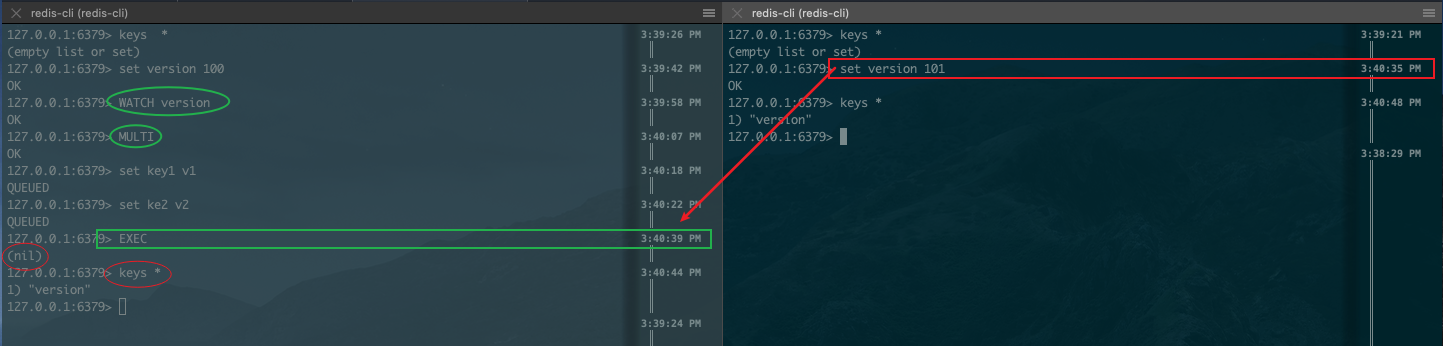 redis-cli (redis-cli)
127.0.0.1:6379> keys  * 3:39:26 PM
(empty list or set)
127.0.0.1:6379> set version 100 3:39:42 PM
OK
127.0.0.1:6379> WATCH version 3:39:58 PM
OK
127.0.0.1:6379> MULTI 3:40:07 PM
OK
127.0.0.1:6379> set key1 v1 3:40:18 PM
QUEUED
127.0.0.1:6379> set ke2 v2 3:40:22 PM
QUEUED
127.0.0.1:6379> EXEC 3:40:39 PM
(nil)
127.0.0.1:6379> keys * 3:40:44 PM
1) "version"
127.0.0.1:6379>
3:39:24 PM
redis-cli (redis-cli)
127.0.0.1:6379> keys * 3:39:21 PM
(empty list or set)
127.0.0.1:6379> set version 101 3:40:35 PM
OK
127.0.0.1:6379> keys * 3:40:48 PM
1) "version"
127.0.0.1:6379>
3:38:29 PM